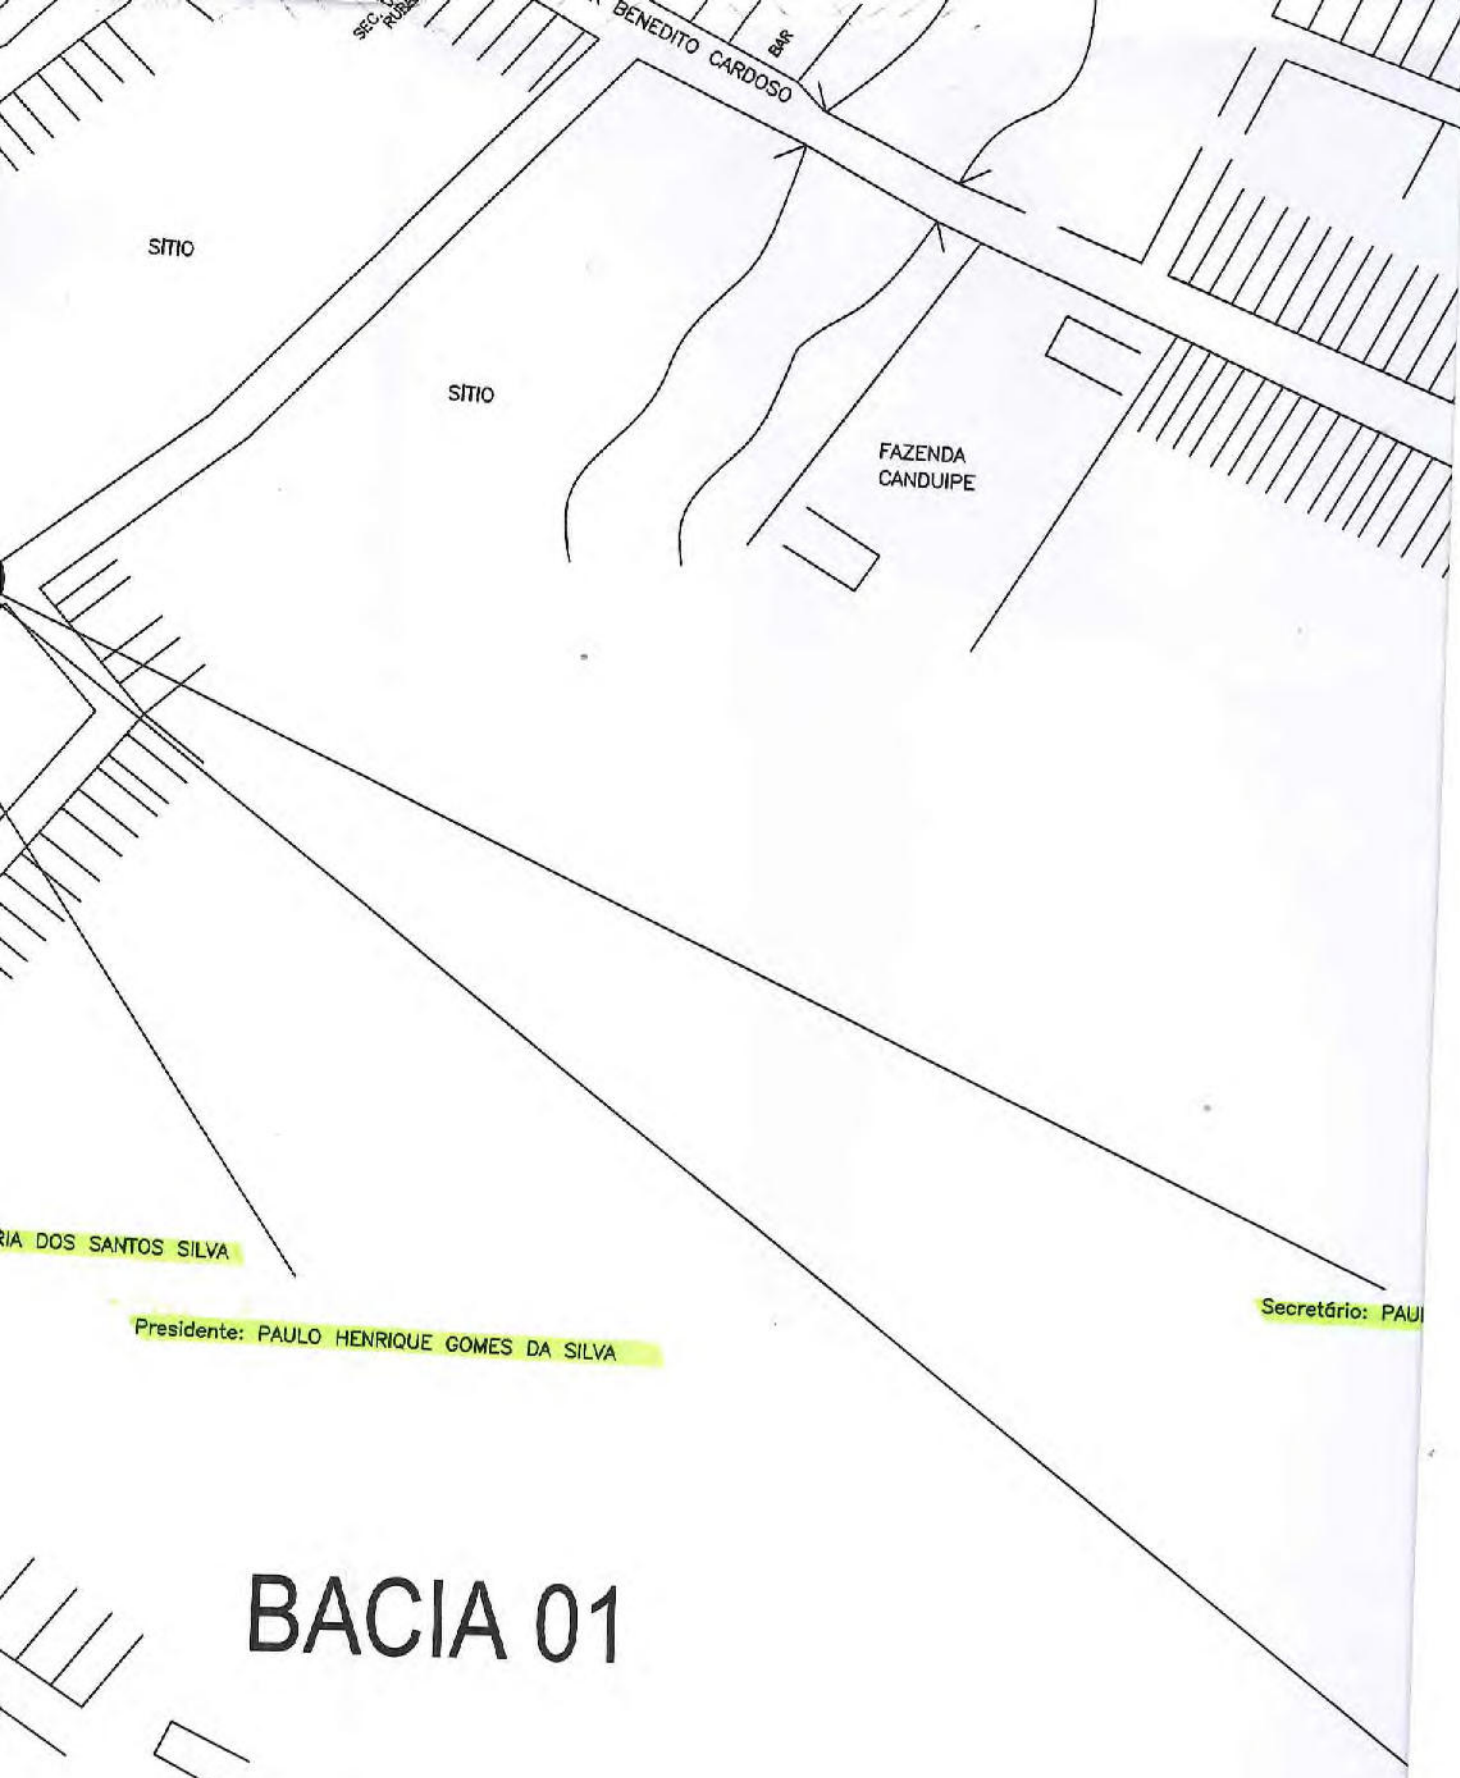 SEC.
BENEDITO CARDOSO
BAR
SITIO
SITIO
FAZENDA
CANDUIPE
RIA DOS SANTOS SILVA
Presidente: PAULO HENRIQUE GOMES DA SILVA
Secretário: PAU
BACIA 01